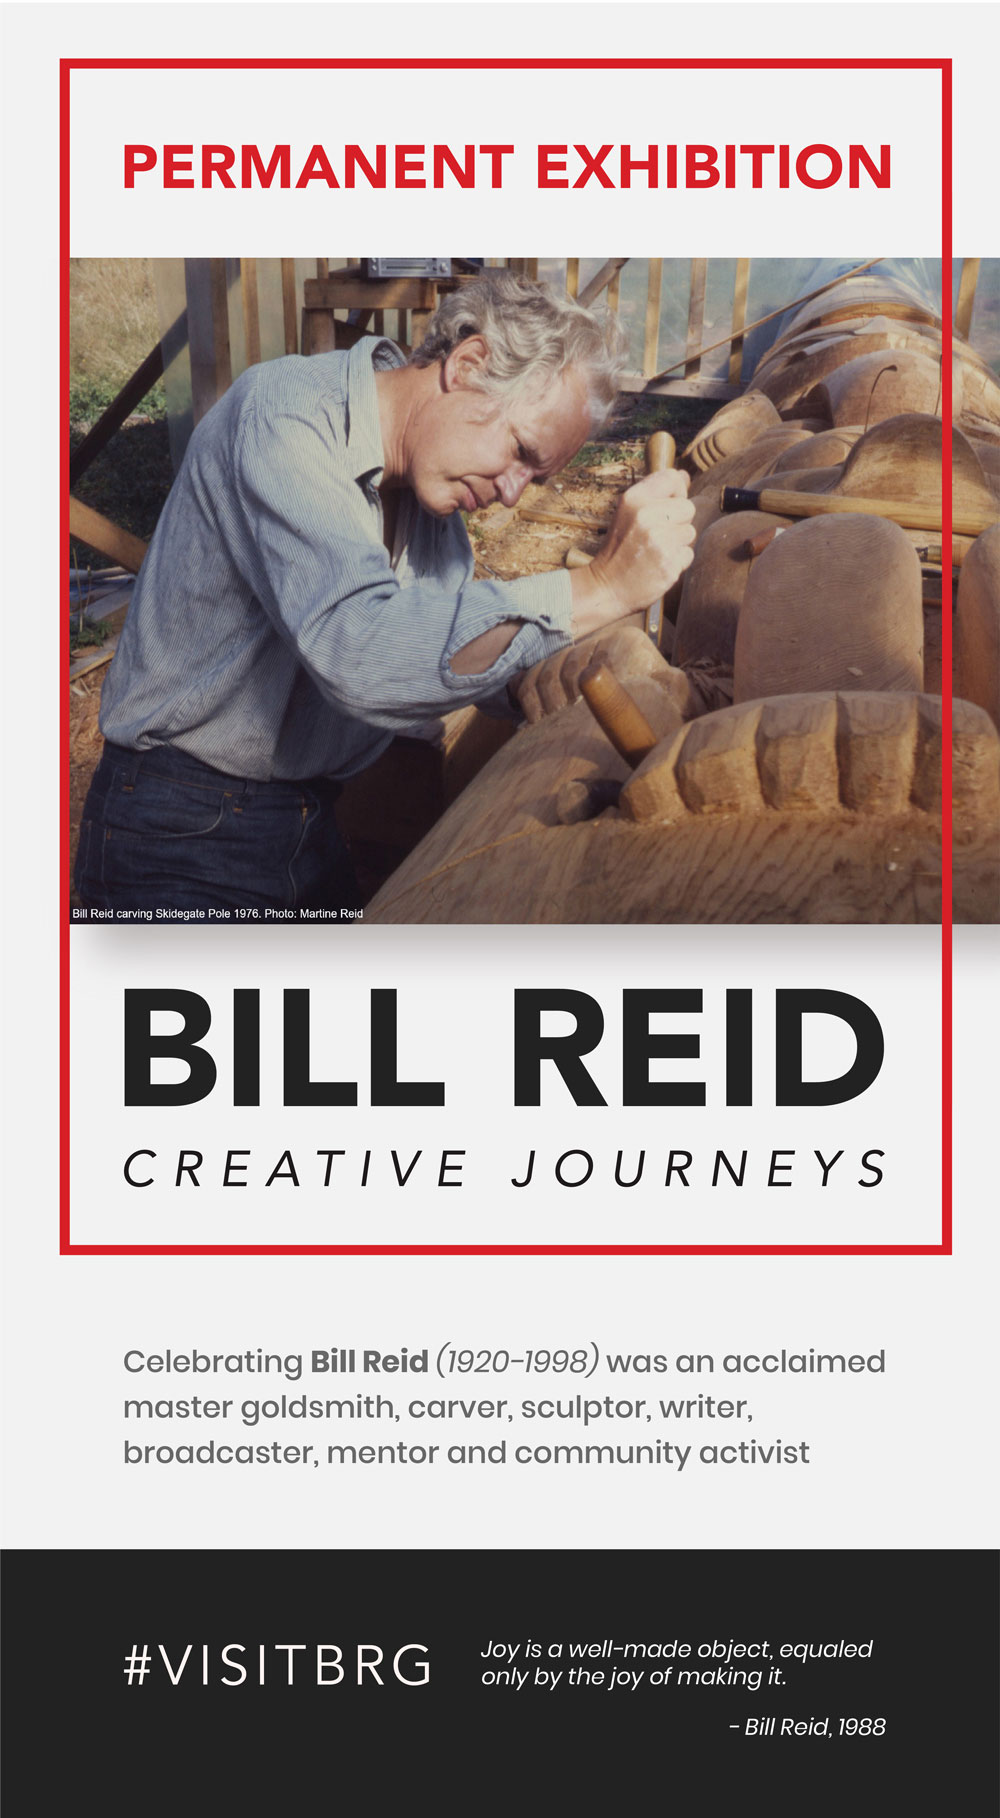 PERMANENT EXHIBITION
Bill Reid carving Skidegate Pole 1976. Photo: Martine Reid
BILL REID
CREATIVE JOURNEYS
Celebrating Bill Reid (1920-1998) was an acclaimed
master goldsmith, carver, sculptor, writer,
broadcaster, mentor and community activist
#VISITBRG
Joy is a well-made object, equaled
only by the joy of making it.
- Bill Reid, 1988